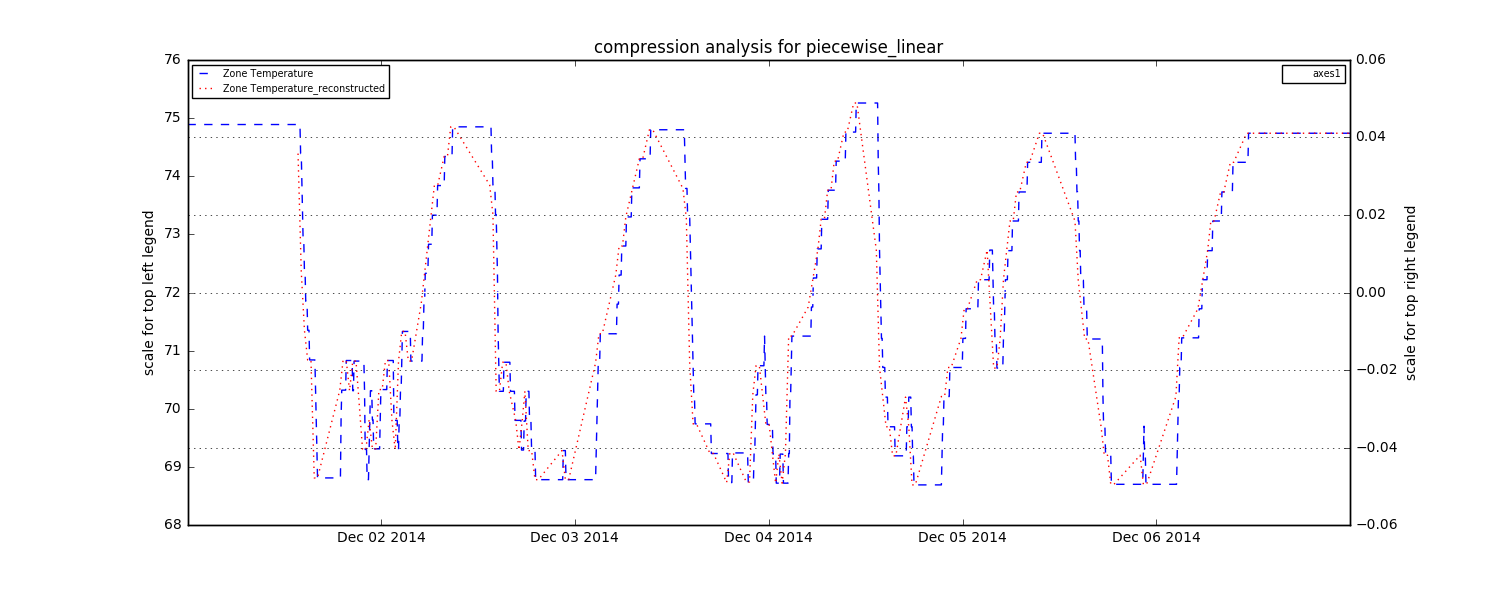 compression analysis for piecewise_linear
76
75
74
73
72
71
70
69
68
scale for top left legend
Zone Temperature
Zone Temperature_reconstructed
axes1
0.06
0.04
0.02
0.00
−0.02
−0.04
−0.06
scale for top right legend
Dec 02 2014
Dec 03 2014
Dec 04 2014
Dec 05 2014
Dec 06 2014